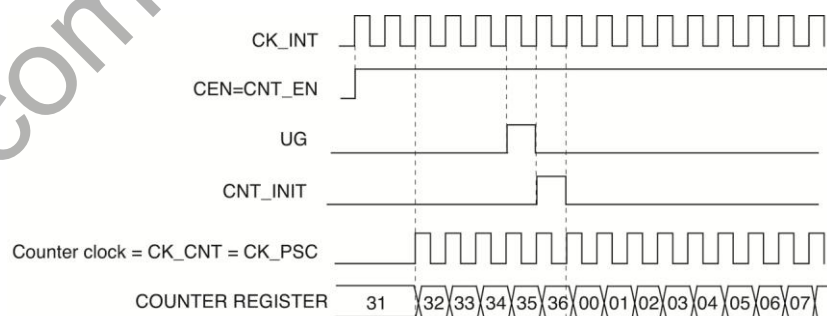 com
CK_INT
CEN=CNT_EN
UG
CNT_INIT
Counter clock = CK_CNT = CK_PSC
COUNTER REGISTER 31 32 33 34 35 36 00 01 02 03 04 05 06 07